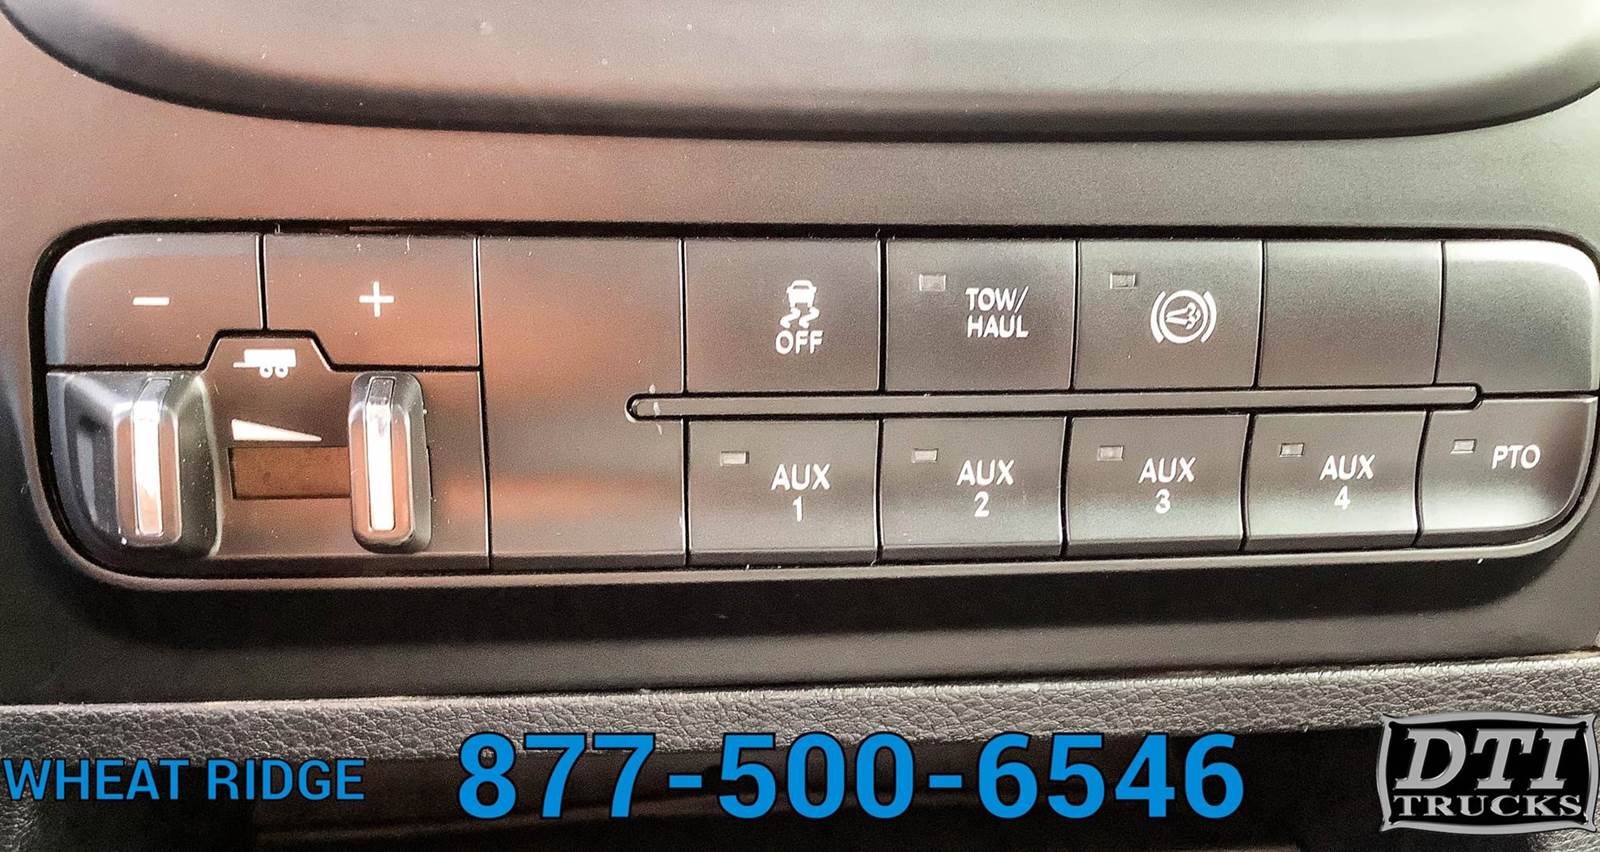 − +
OFF
TOW/
HAUL
AUX
1
AUX
2
AUX
3
AUX
4
PTO
WHEAT RIDGE
877-500-6546
DTI
TRUCKS